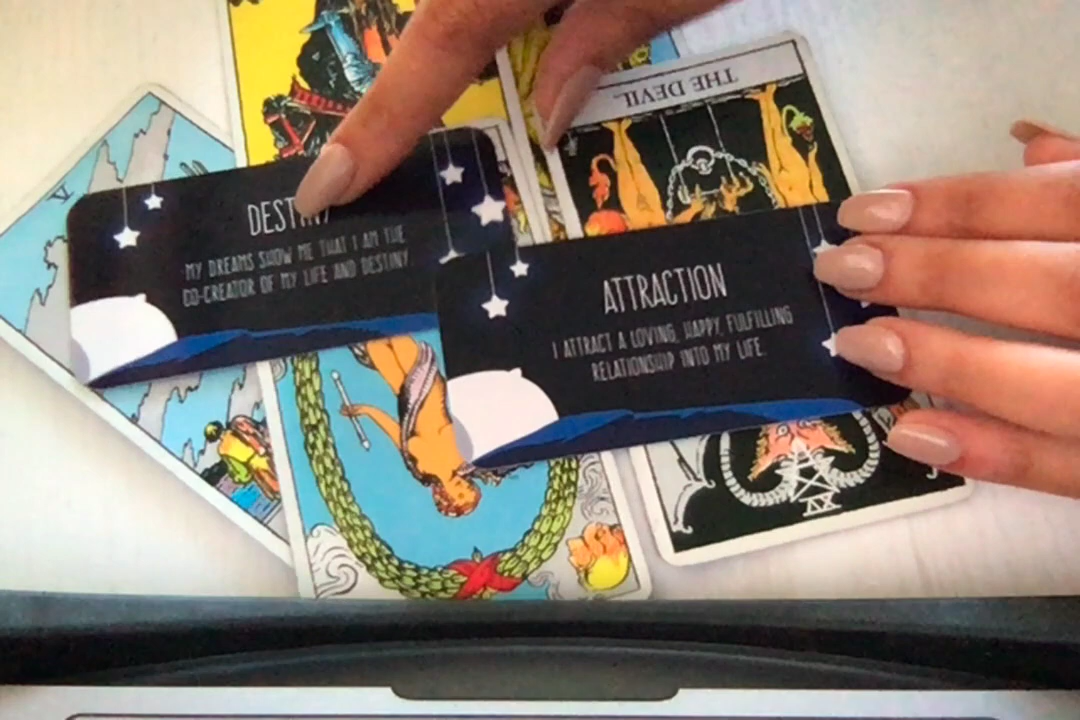 THE DEVIL
V
DESTINY
MY DREAMS SHOW ME THAT I AM THE
CO-CREATOR OF MY LIFE AND DESTINY
ATTRACTION
I ATTRACT A LOVING, HAPPY, FULFILLING
RELATIONSHIP INTO MY LIFE.
XV